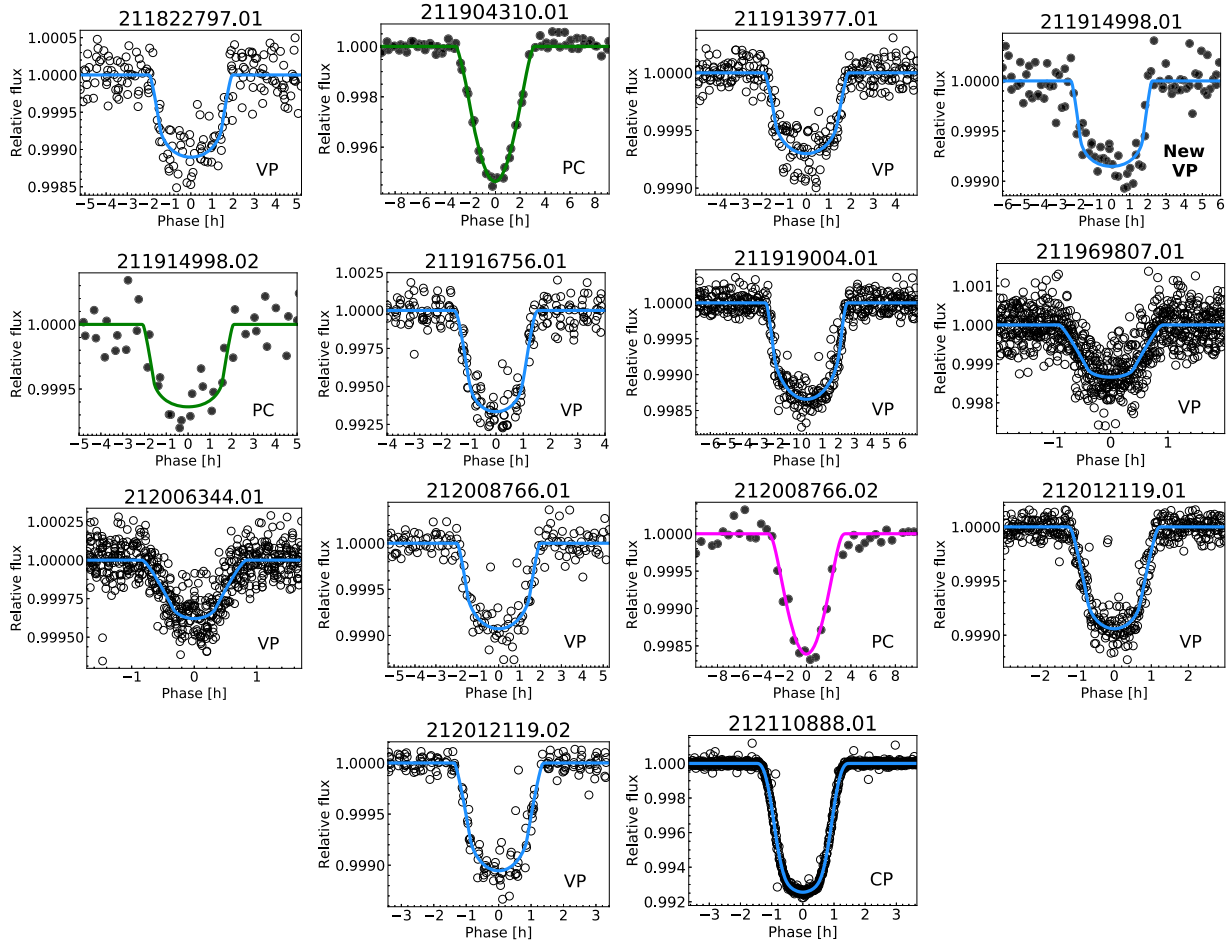 211822797.01
Relative flux
1.0005
1.0000
0.9995
0.9990
0.9985
VP
−5−4−3−2−1 0 1 2 3 4 5
Phase [h]
211904310.01
Relative flux
1.000
0.998
0.996
PC
−8 −6 −4 −2 0 2 4 6 8
Phase [h]
211913977.01
Relative flux
1.0000
0.9995
0.9990
VP
−4 −3 −2 −1 0 1 2 3 4
Phase [h]
211914998.01
Relative flux
1.0000
0.9995
0.9990
New
VP
−6−5−4−3−2−1 0 1 2 3 4 5 6
Phase [h]
211914998.02
Relative flux
1.0000
0.9995
PC
−5−4−3−2−1 0 1 2 3 4 5
Phase [h]
211916756.01
Relative flux
1.0025
1.0000
0.9975
0.9950
0.9925
VP
−4 −3 −2 −1 0 1 2 3 4
Phase [h]
211919004.01
Relative flux
1.0000
0.9995
0.9990
0.9985
VP
−6−5−4−3−2−1 0 1 2 3 4 5 6
Phase [h]
211969807.01
Relative flux
1.001
1.000
0.999
0.998
VP
−1 0 1
Phase [h]
212006344.01
Relative flux
1.00025
1.00000
0.99975
0.99950
VP
−1 0 1
Phase [h]
212008766.01
Relative flux
1.0000
0.9995
0.9990
VP
−5−4−3−2−1 0 1 2 3 4 5
Phase [h]
212008766.02
Relative flux
1.0000
0.9995
0.9990
0.9985
PC
−8 −6 −4 −2 0 2 4 6 8
Phase [h]
212012119.01
Relative flux
1.0000
0.9995
0.9990
VP
−2 −1 0 1 2
Phase [h]
212012119.02
Relative flux
1.0000
0.9995
0.9990
VP
−3 −2 −1 0 1 2 3
Phase [h]
212110888.01
Relative flux
1.000
0.998
0.996
0.994
0.992
CP
−3 −2 −1 0 1 2 3
Phase [h]